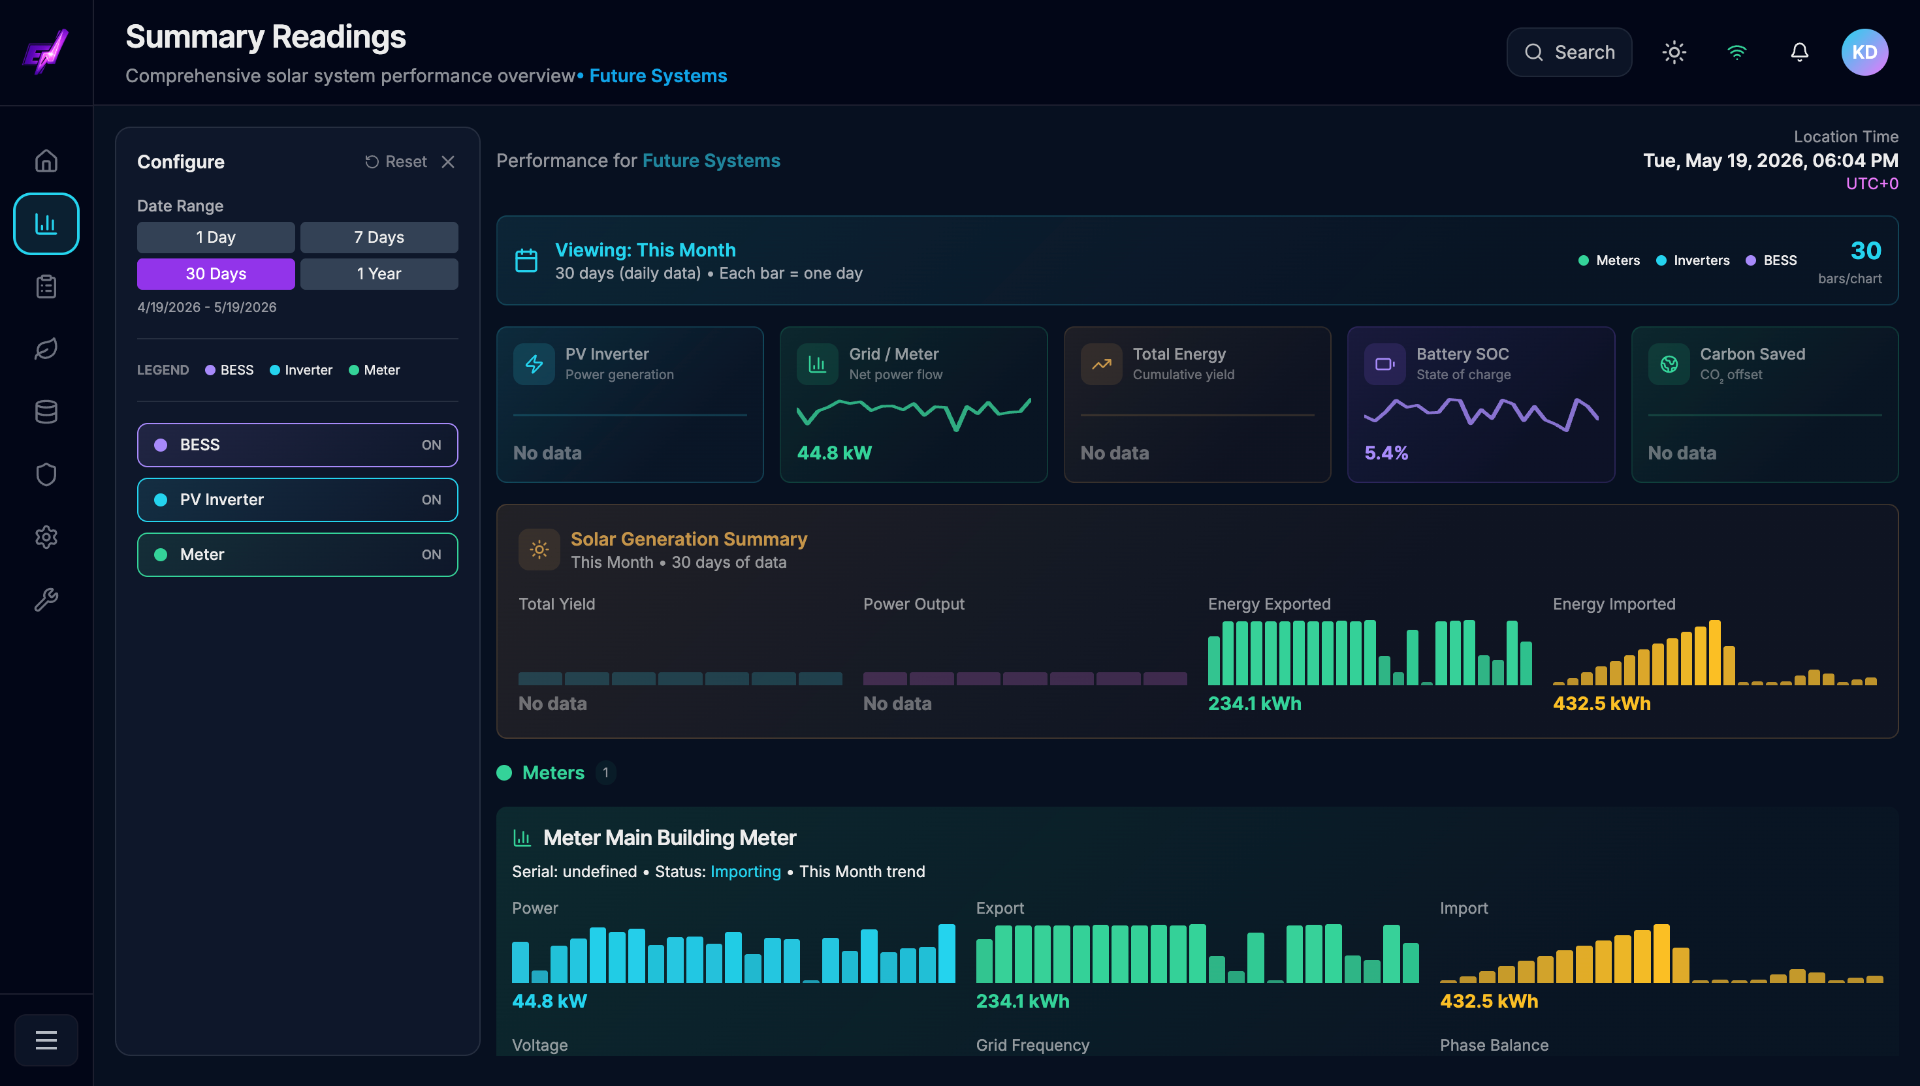 Summary Readings
Comprehensive solar system performance overview• Future Systems
Search
KD
Configure
Reset
Date Range
1 Day
7 Days
30 Days
1 Year
4/19/2026 - 5/19/2026
LEGEND
BESS
Inverter
Meter
BESS
ON
PV Inverter
ON
Meter
ON
Performance for Future Systems
Location Time
Tue, May 19, 2026, 06:04 PM
UTC+0
Viewing: This Month
30 days (daily data) • Each bar = one day
Meters
Inverters
BESS
30
bars/chart
PV Inverter
Power generation
No data
Grid / Meter
Net power flow
44.8 kW
Total Energy
Cumulative yield
No data
Battery SOC
State of charge
5.4%
Carbon Saved
CO₂ offset
No data
Solar Generation Summary
This Month • 30 days of data
Total Yield
No data
Power Output
No data
Energy Exported
234.1 kWh
Energy Imported
432.5 kWh
Meters
1
Meter Main Building Meter
Serial: undefined • Status: Importing • This Month trend
Power
44.8 kW
Export
234.1 kWh
Import
432.5 kWh
Voltage
Grid Frequency
Phase Balance